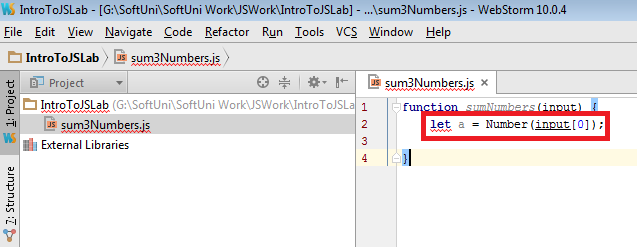 IntroToJSLab - [G:\SoftUni\SoftUni Work\JSWork\IntroToJSLab] - ...\sum3Numbers.js - WebStorm 10.0.4
File Edit View Navigate Code Refactor Run Tools VCS Window Help
IntroToJSLab sum3Numbers.js
1: Project
7: Structure
Project
IntroToJSLab (G:\SoftUni\SoftUni Work\JSWork\IntroToJSLab
sum3Numbers.js
External Libraries
sum3Numbers.js ×
1 function sumNumbers(input) {
2 let a = Number(input[0]);
3
4 }